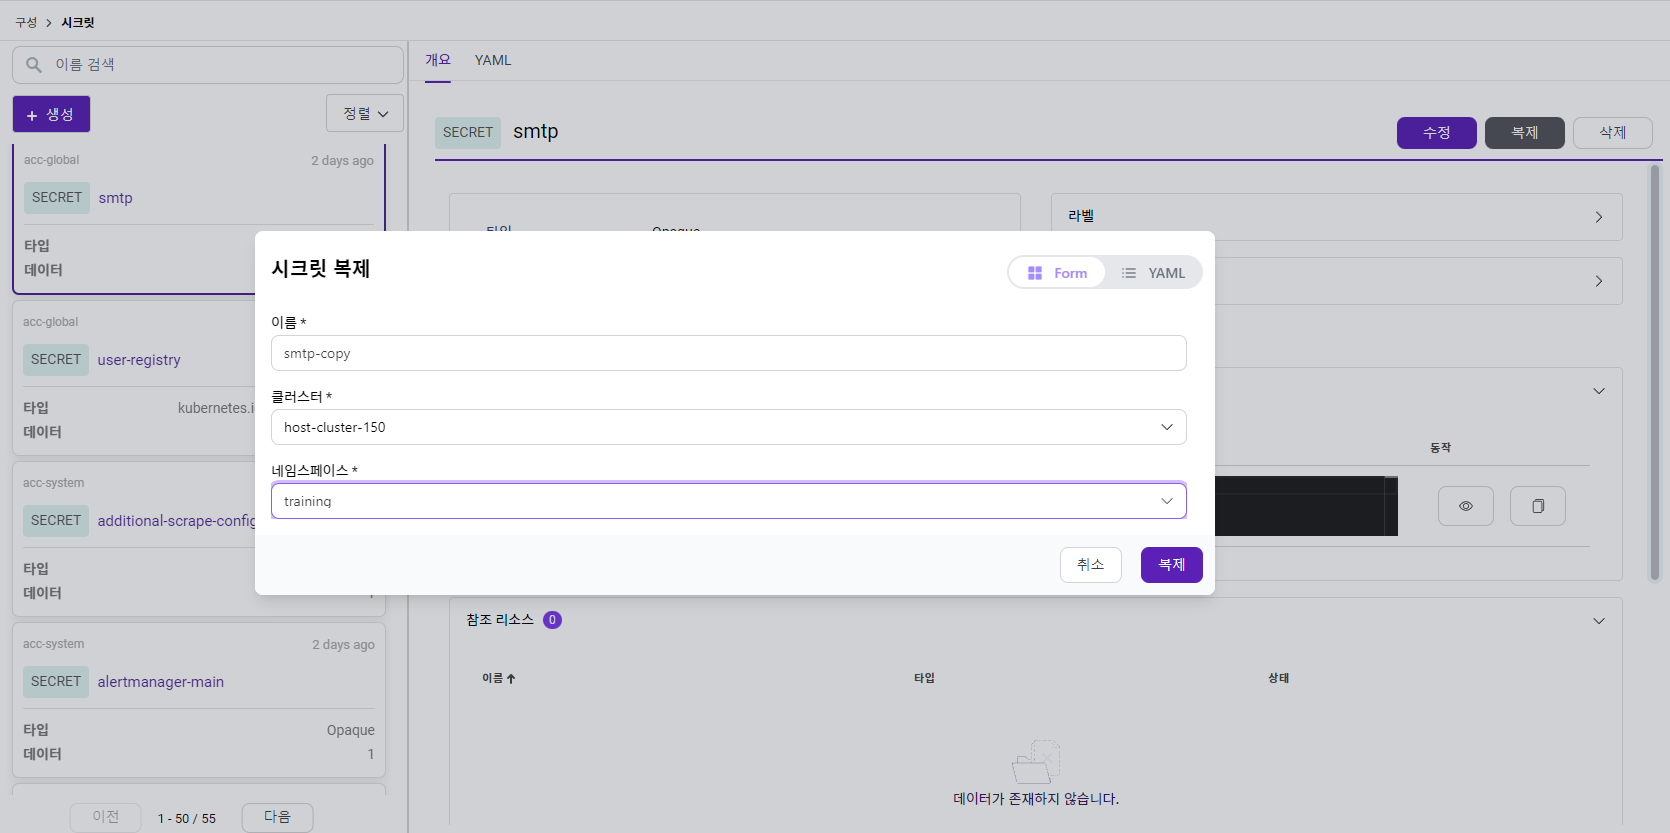 구성 > 시크릿
이름 검색
+ 생성
정렬
acc-global
2 days ago
SECRET smtp
타입
데이터
acc-global
SECRET user-registry
타입
kubernetes.i
데이터
acc-system
SECRET additional-scrape-config
타입
데이터
acc-system
2 days ago
SECRET alertmanager-main
타입
Opaque
데이터
1
이전
1 - 50 / 55
다음
개요
YAML
SECRET smtp
수정
복제
삭제
타입
Opaque
라벨
시크릿 복제
Form
YAML
이름 *
smtp-copy
클러스터 *
host-cluster-150
네임스페이스 *
training
취소
복제
동작
참조 리소스 0
이름
타입
상태
데이터가 존재하지 않습니다.